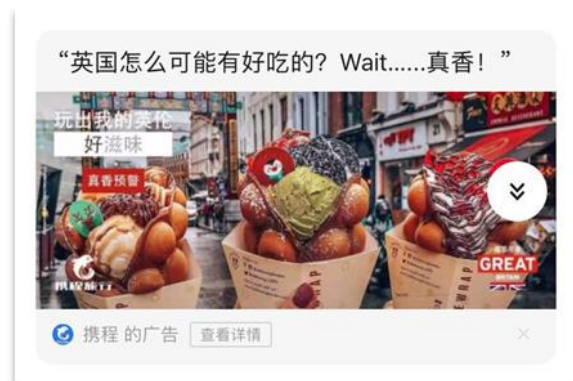 “英国怎么可能有好吃的？Wait......真香！”
玩出我的英伦
好滋味
真香预警
携程旅行
GREAT
BRITAIN
携程 的广告
查看详情